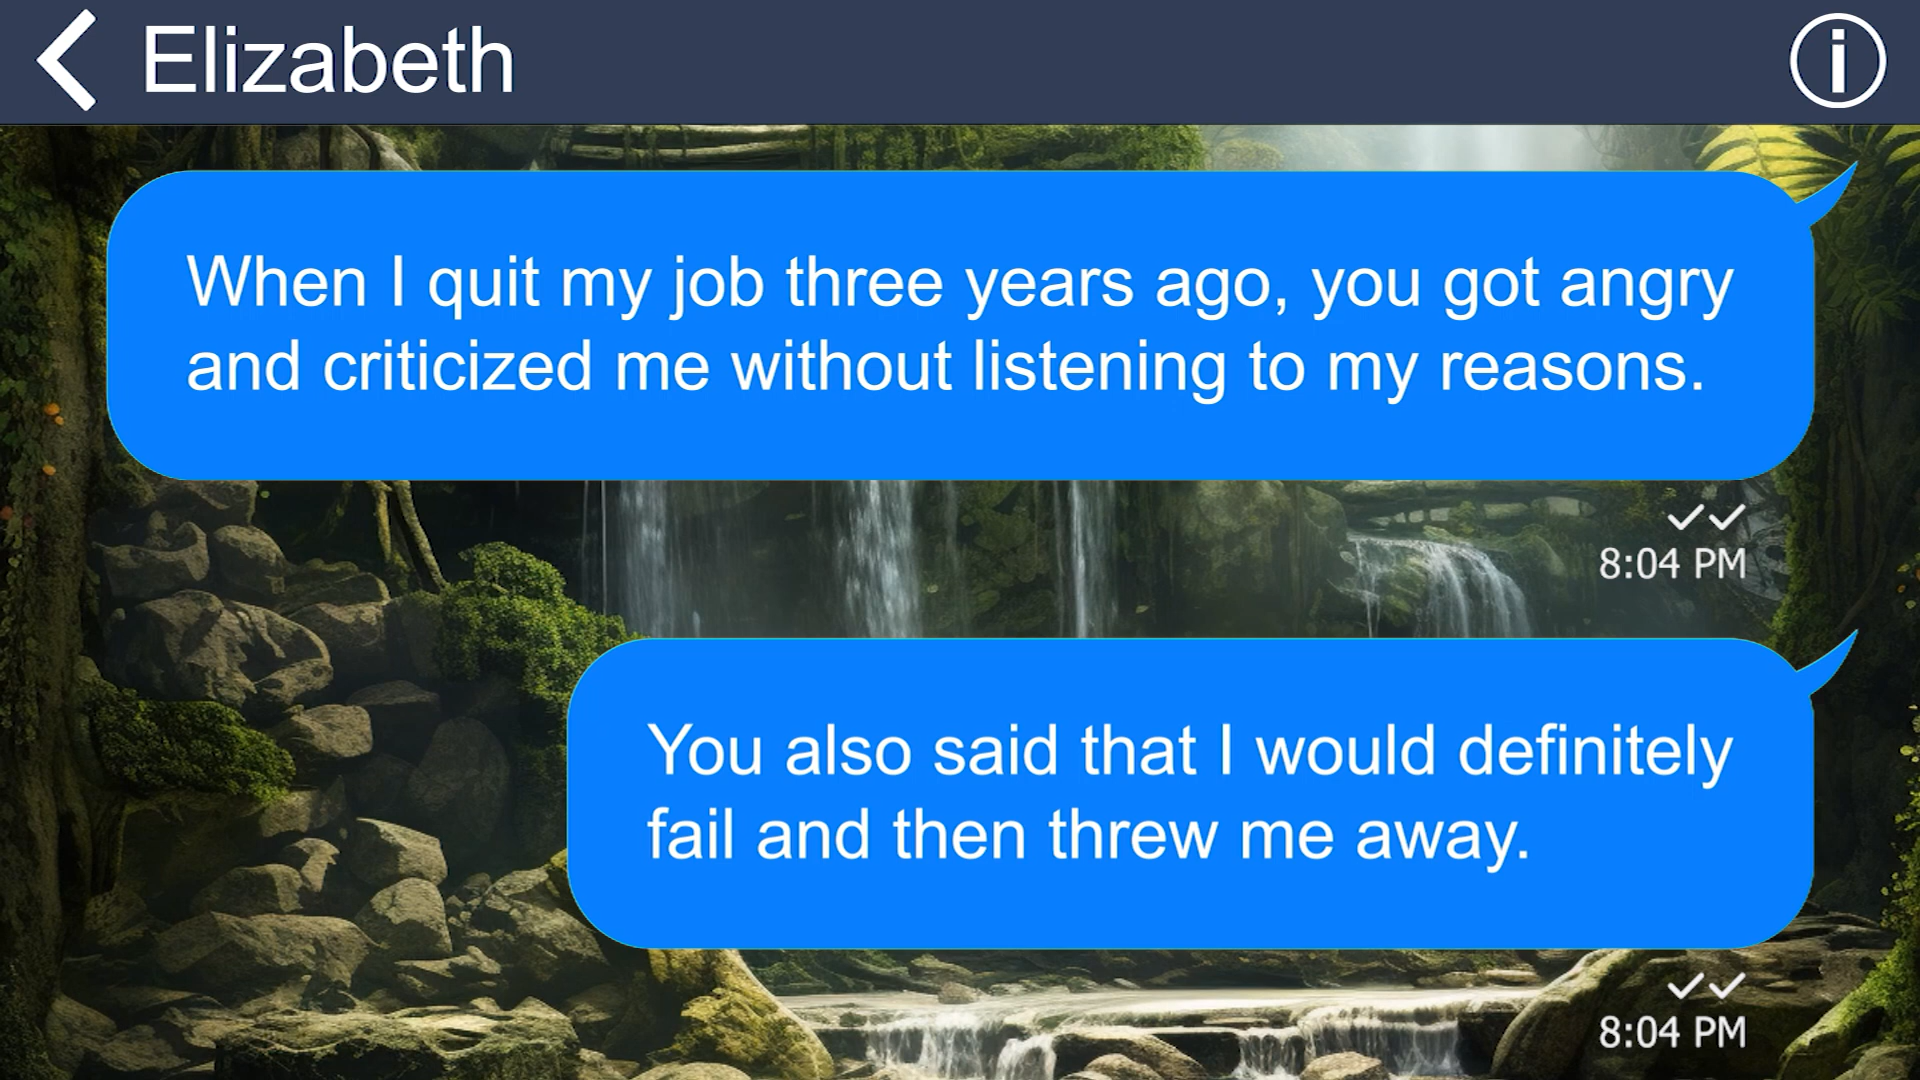 Elizabeth
When I quit my job three years ago, you got angry
and criticized me without listening to my reasons.
8:04 PM
You also said that I would definitely
fail and then threw me away.
8:04 PM